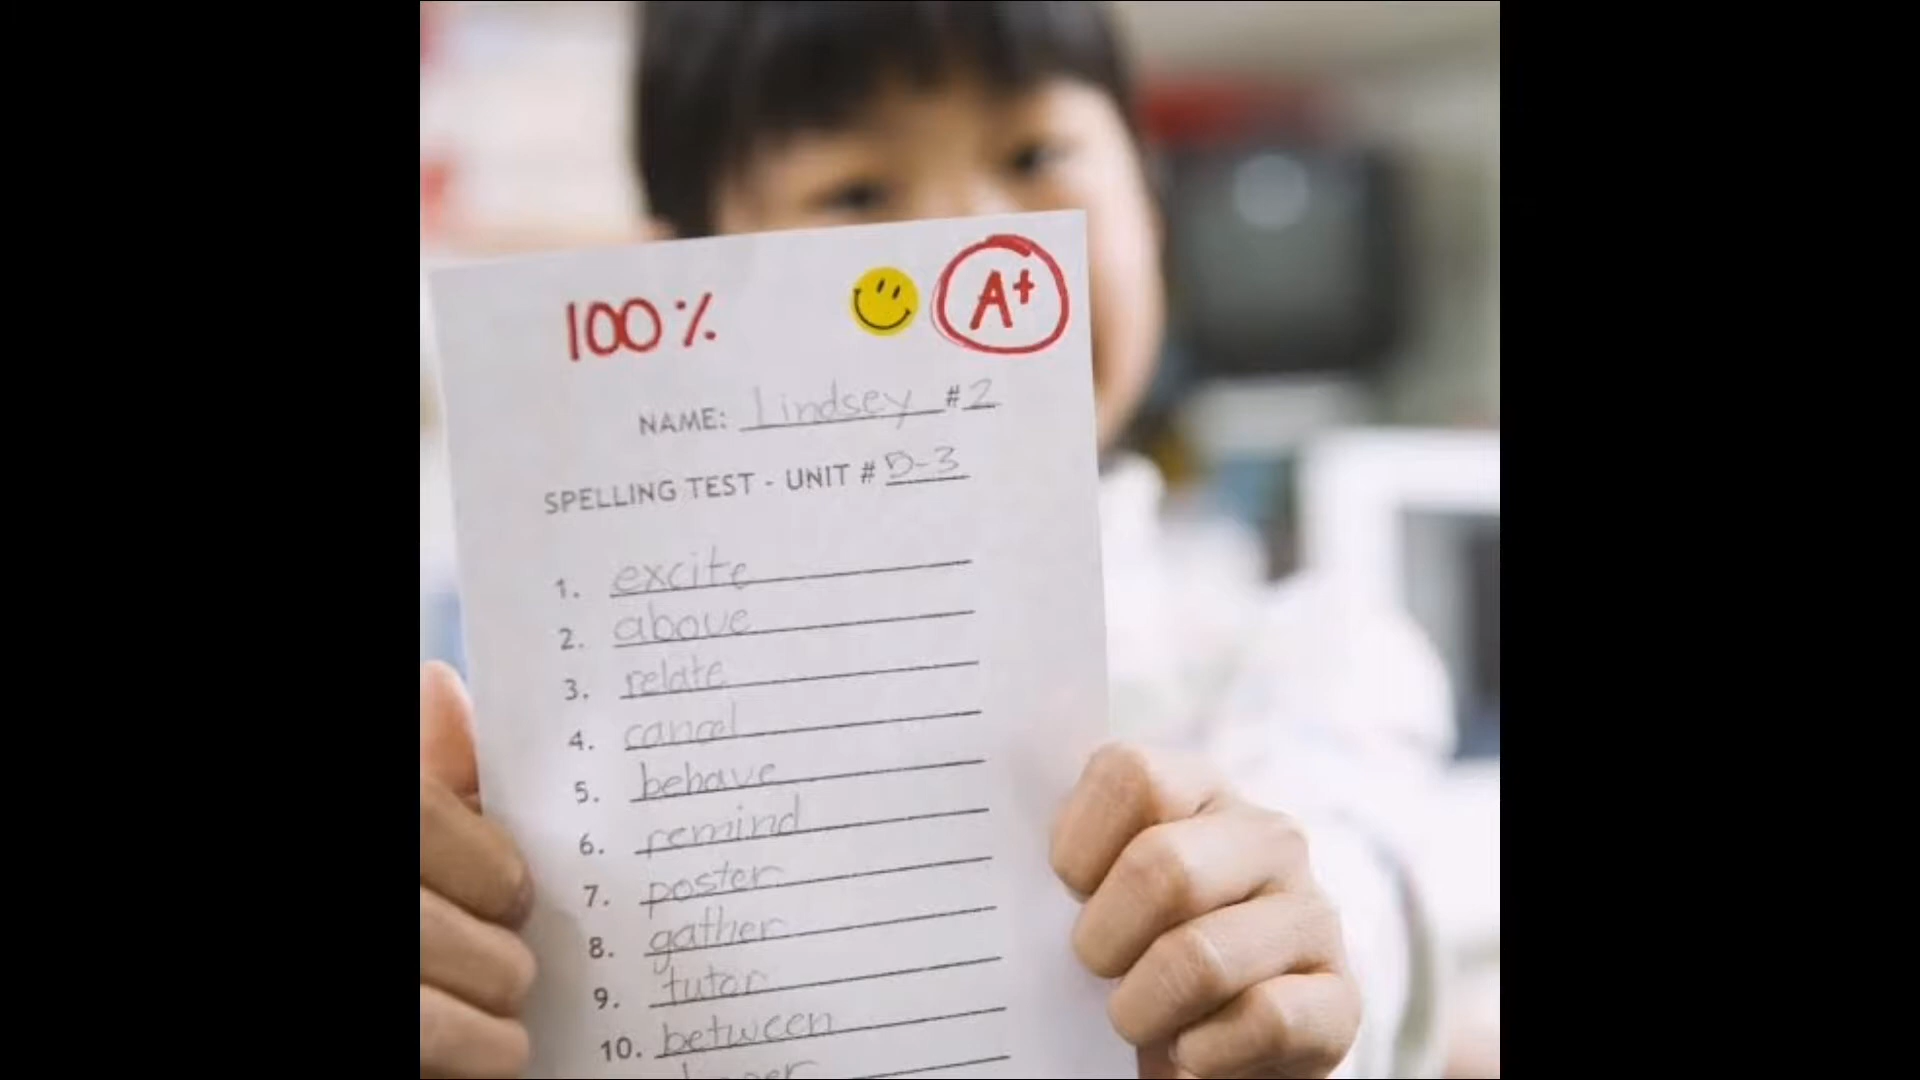 100% A+
NAME: Lindsey #2
SPELLING TEST - UNIT # D-3
1. excite
2. above
3. relate
4. cancel
5. behave
6. remind
7. poster
8. gather
9. tutor
10. between